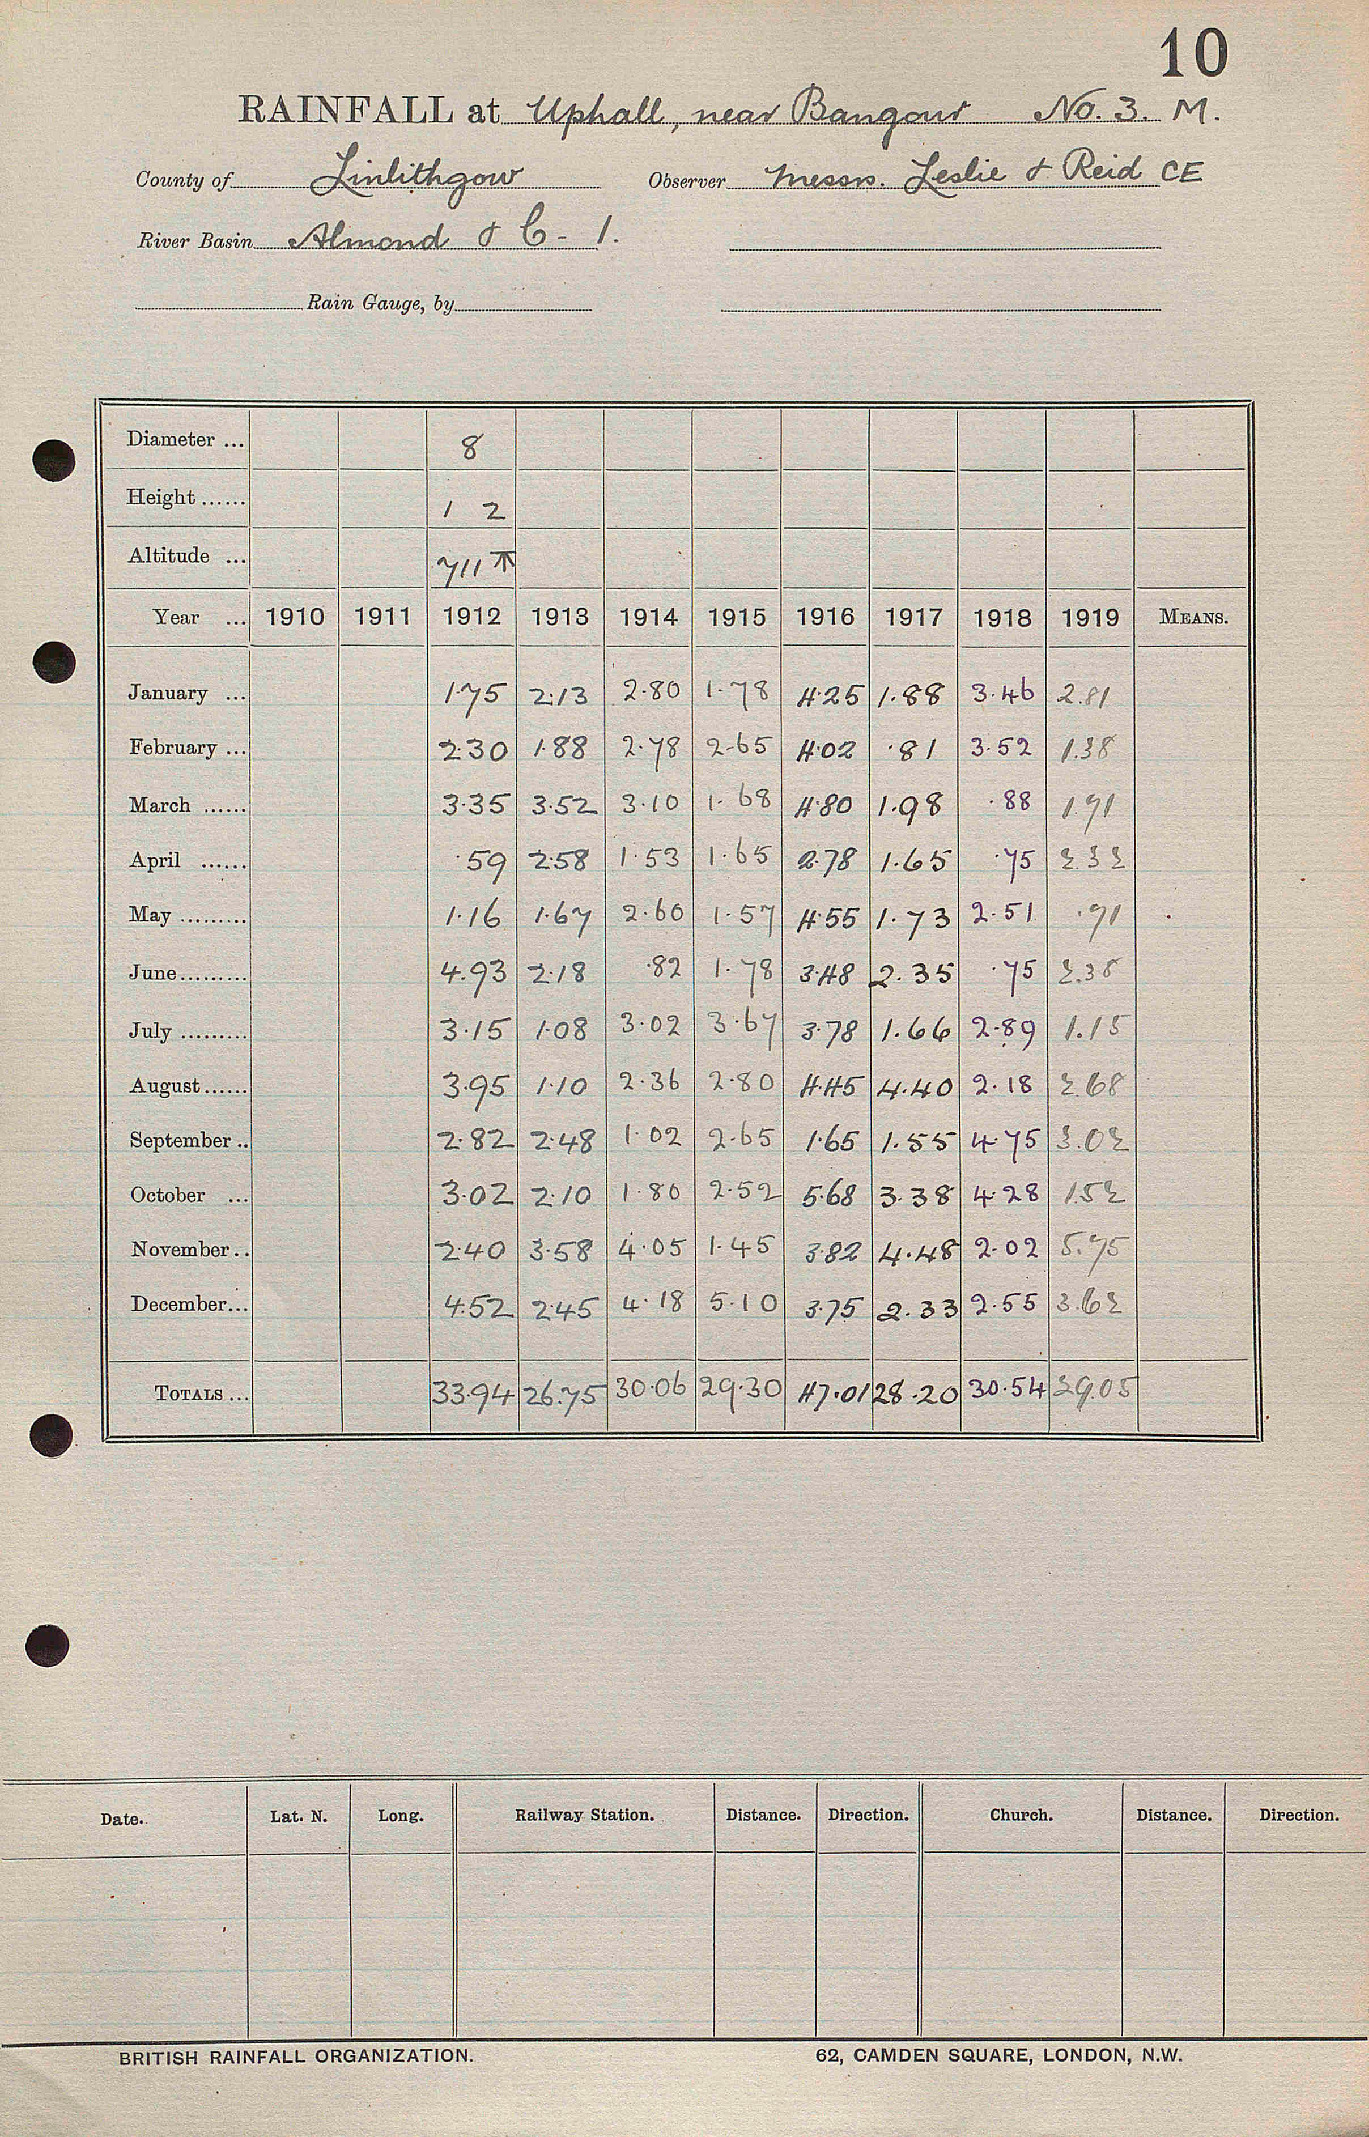 10
RAINFALL at Uphall, near Bangour No. 3. M.
County of Linlithgow Observer Messrs. Leslie & Reid CE
River Basin Almond & C - 1.
Rain Gauge, by
Diameter ... 8
Height ...... 1 2
Altitude ... 711
Year ... 1910 1911 1912 1913 1914 1915 1916 1917 1918 1919 MEANS.
January ... 1.75 2.13 2.80 1.78 4.25 1.88 3.46 2.81
February ... 2.30 1.88 2.78 2.65 4.02 .81 3.52 1.38
March ...... 3.35 3.52 3.10 1.68 4.80 1.98 .88 1.71
April ...... .59 2.58 1.53 1.65 2.78 1.65 .75 2.32
May ......... 1.16 1.67 2.60 1.57 4.55 1.73 2.51 .71
June ......... 4.93 2.18 .82 1.78 3.48 2.35 .75 2.38
July ......... 3.15 1.08 3.02 3.67 3.78 1.66 2.89 1.15
August ...... 3.95 1.10 2.36 2.80 4.45 4.40 2.18 2.68
September .. 2.82 2.48 1.02 2.65 1.65 1.55 4.75 3.02
October ... 3.02 2.10 1.80 2.52 5.68 3.38 4.28 1.52
November .. 2.40 3.58 4.05 1.45 3.82 4.48 2.02 5.75
December... 4.52 2.45 4.18 5.10 3.75 2.33 2.55 3.62
TOTALS ... 33.94 26.75 30.06 29.30 47.01 28.20 30.54 29.05
Date. Lat. N. Long. Railway Station. Distance. Direction. Church. Distance. Direction.
BRITISH RAINFALL ORGANIZATION. 62, CAMDEN SQUARE, LONDON, N.W.